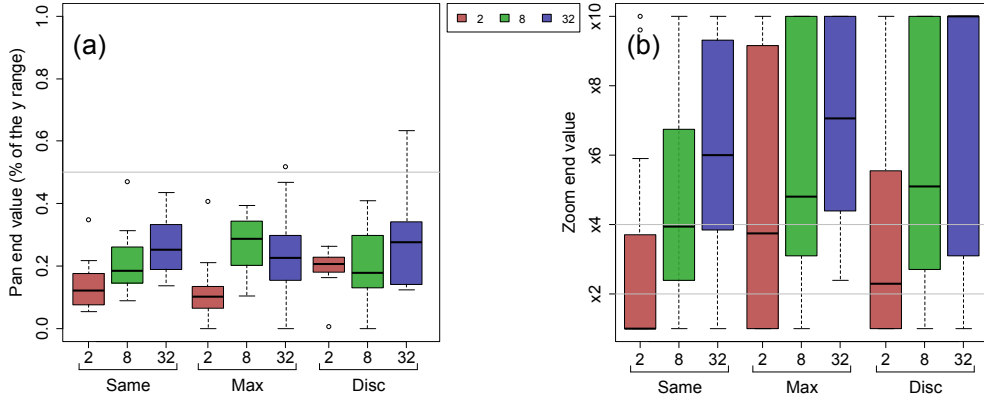 (a)
Pan end value (% of the y range)
1.0
0.8
0.6
0.4
0.2
0.0
2 8 32 2 8 32 2 8 32
Same Max Disc
2 8 32
(b)
Zoom end value
x10
x8
x6
x4
x2
2 8 32 2 8 32 2 8 32
Same Max Disc